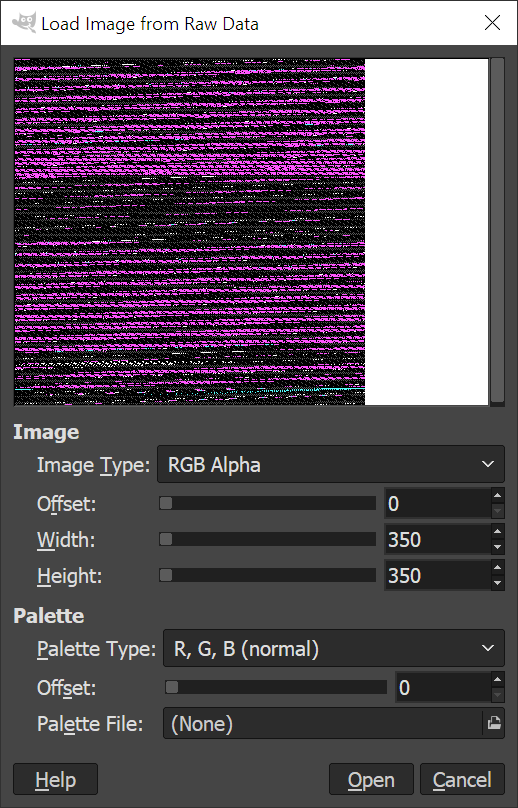 Load Image from Raw Data
Image
Image Type: RGB Alpha
Offset: 0
Width: 350
Height: 350
Palette
Palette Type: R, G, B (normal)
Offset: 0
Palette File: (None)
Help Open Cancel